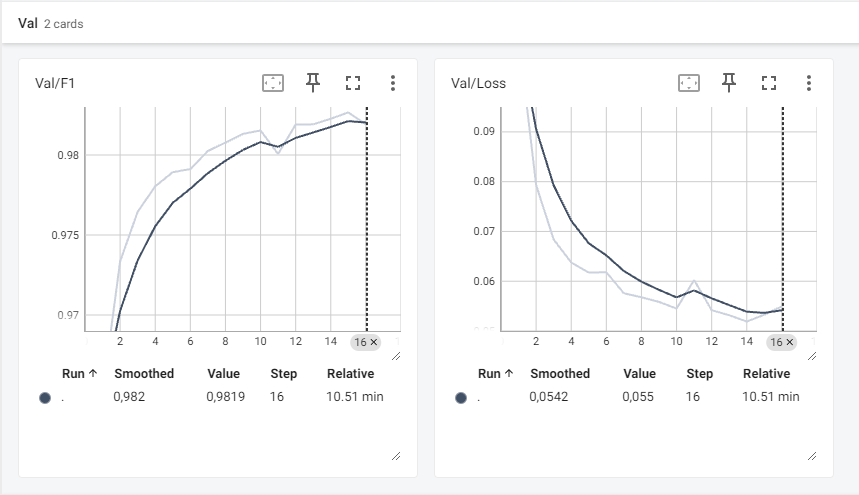 Val 2 cards
Val/F1
0.98
0.975
0.97
2 4 6 8 10 12 14 16
Run Smoothed Value Step Relative
. 0,982 0,9819 16 10.51 min
Val/Loss
0.09
0.08
0.07
0.06
0.05
2 4 6 8 10 12 14 16
Run Smoothed Value Step Relative
. 0,0542 0,055 16 10.51 min